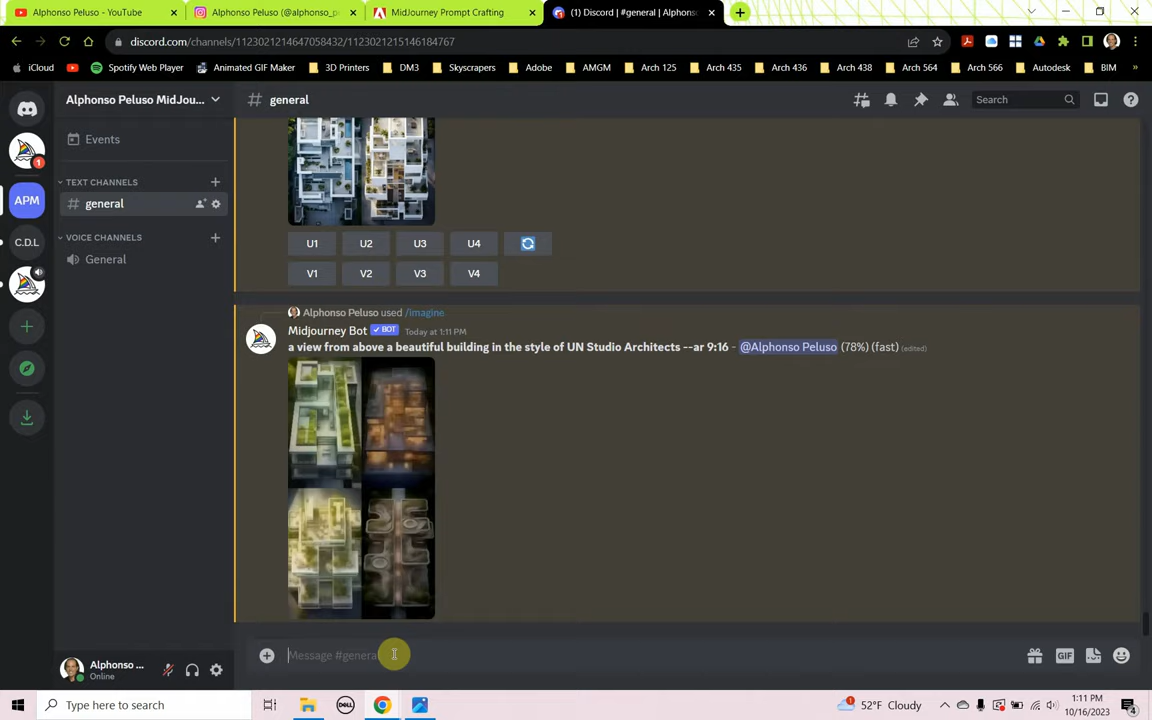 Alphonso Peluso - YouTube
Alphonso Peluso (@alphonso_p
MidJourney Prompt Crafting
(1) Discord | #general | Alphons
discord.com/channels/1123021214647058432/1123021215146184767
iCloud
Spotify Web Player
Animated GIF Maker
3D Printers
DM3
Skyscrapers
Adobe
AMGM
Arch 125
Arch 435
Arch 436
Arch 438
Arch 564
Arch 566
Autodesk
BIM
»
Alphonso Peluso MidJou...
# general
Search
Events
TEXT CHANNELS
# general
APM
VOICE CHANNELS
C.D.L
General
U1 U2 U3 U4
V1 V2 V3 V4
Alphonso Peluso used /imagine
Midjourney Bot ✓ BOT Today at 1:11 PM
a view from above a beautiful building in the style of UN Studio Architects --ar 9:16 - @Alphonso Peluso (78%) (fast) (edited)
Message #general
GIF
Alphonso ...
Online
Type here to search
DELL
1
52°F Cloudy
1:11 PM
10/16/2023
4